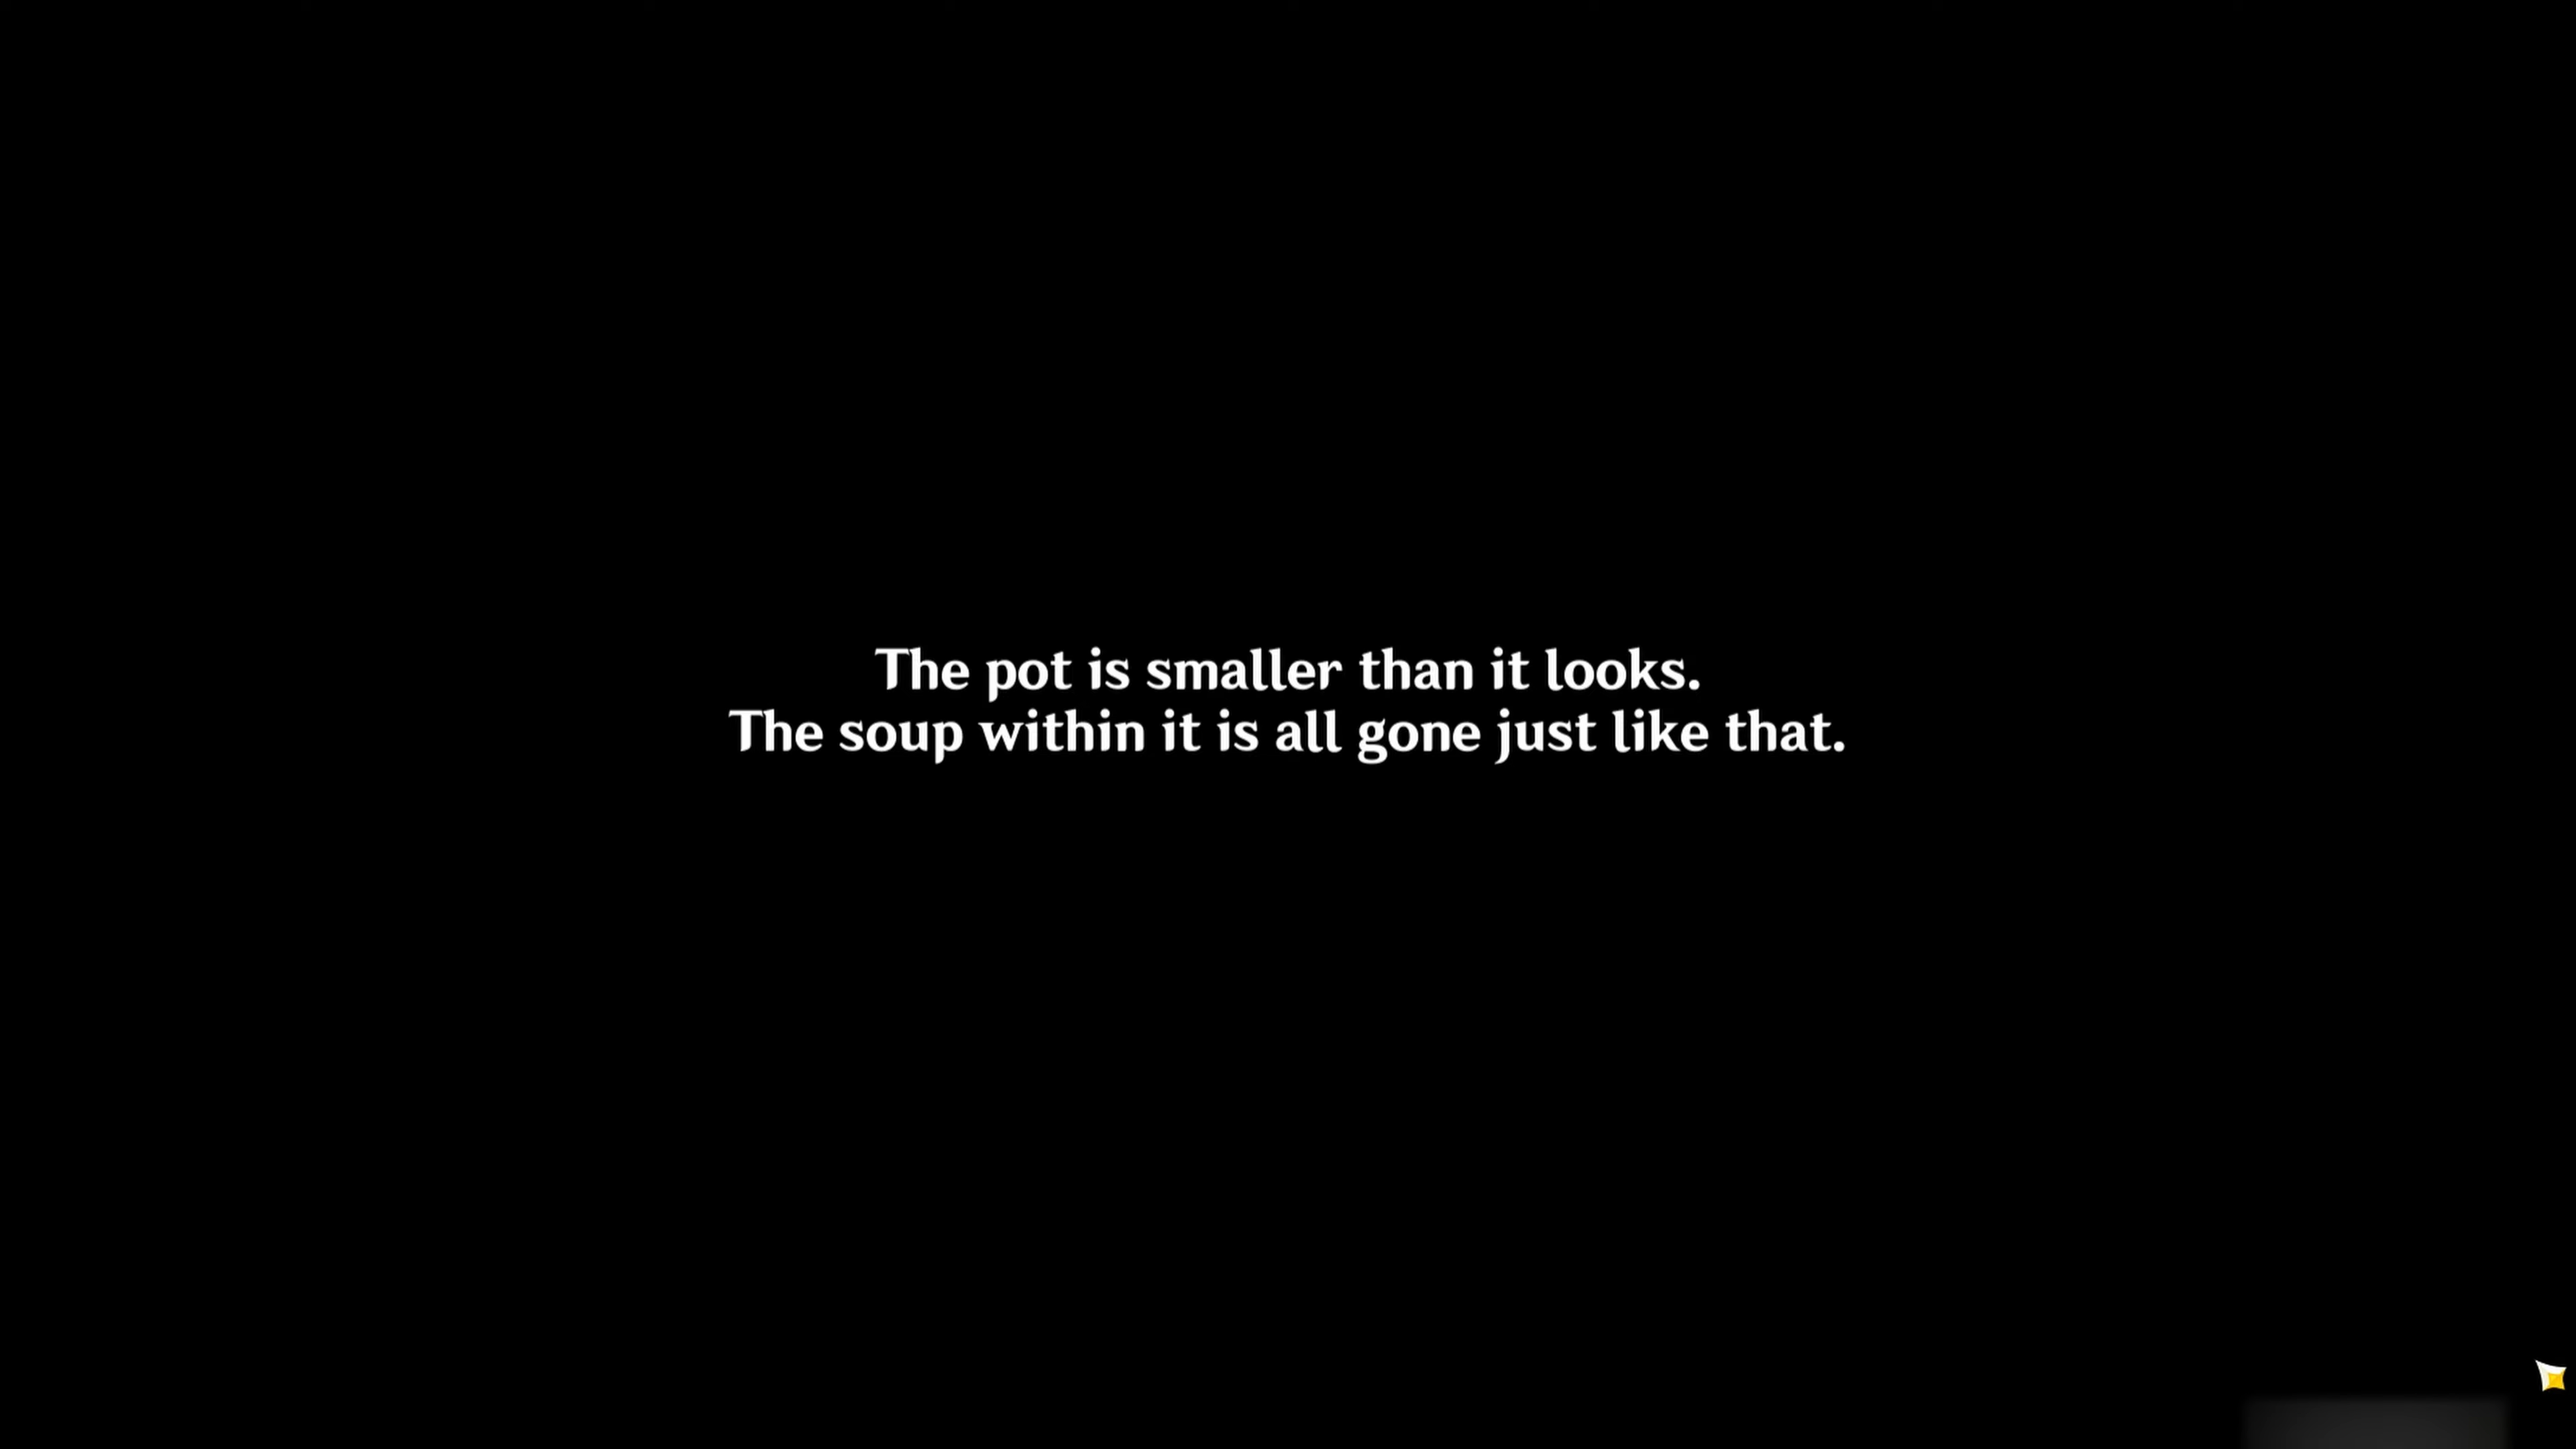 The pot is smaller than it looks.
The soup within it is all gone just like that.